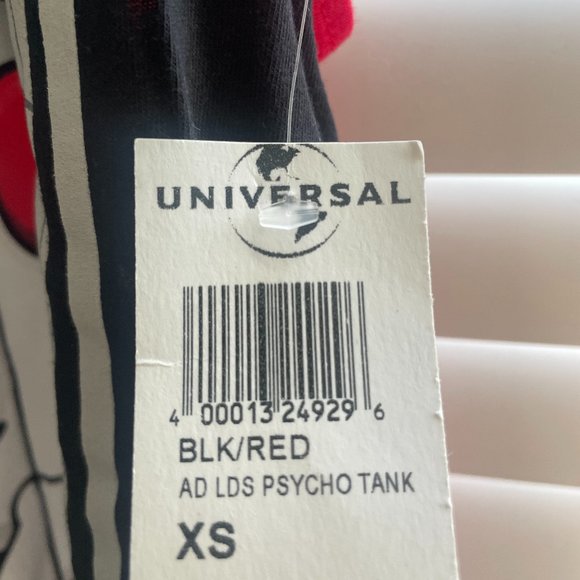 UNIVERSAL
4 00013 24929 6
BLK/RED
AD LDS PSYCHO TANK
XS